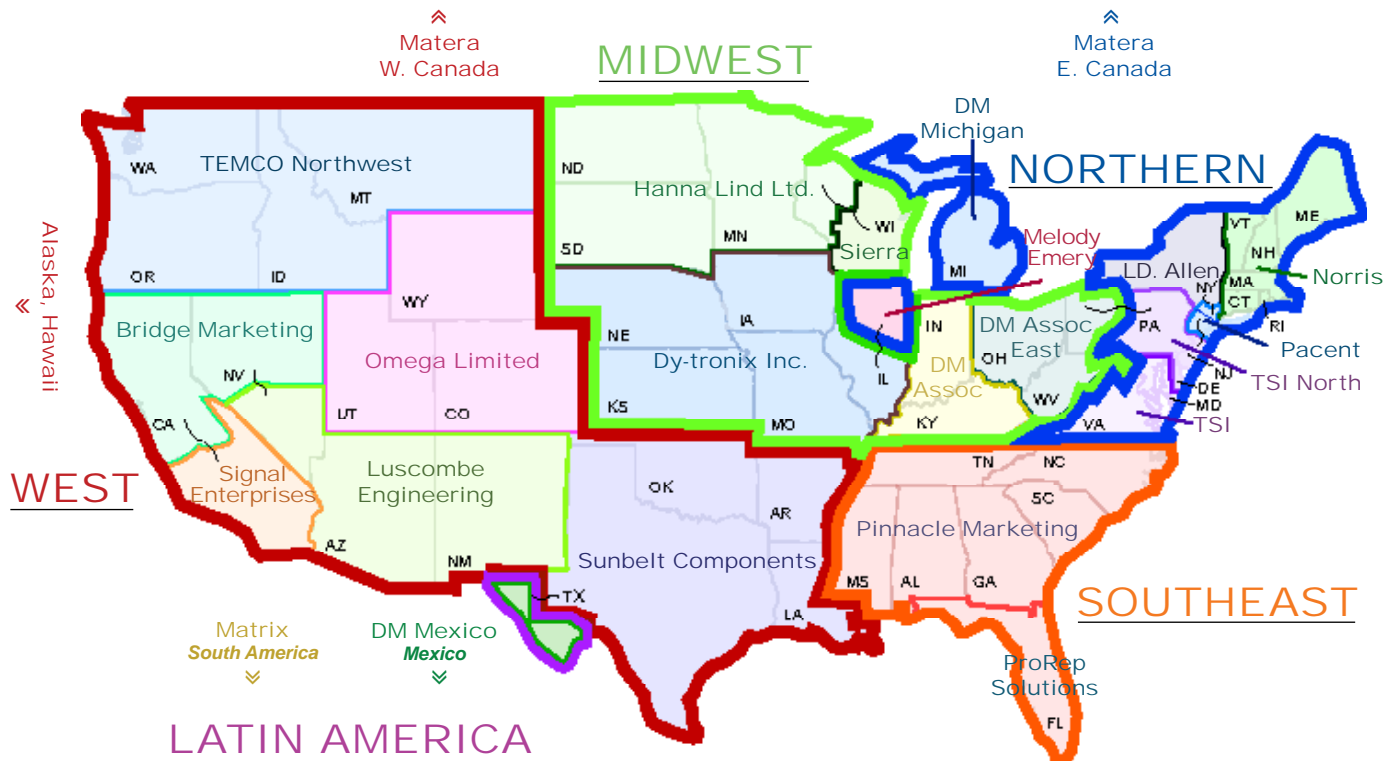 Matera
W. Canada
MIDWEST
Matera
E. Canada
DM
Michigan
NORTHERN
WA
TEMCO Northwest
MT
OR
ID
ND
Hanna Lind Ltd.
SD
MN
WI
Sierra
MI
Melody
Emery
VT
ME
NH
LD. Allen
NY
MA
CT
Norris
RI
Alaska, Hawaii
Bridge Marketing
NV
CA
WY
Omega Limited
UT
CO
NE
IA
Dy-tronix Inc.
KS
MO
IL
IN
DM
Assoc
KY
DM Assoc
East
OH
WV
PA
Pacent
NJ
TSI North
DE
MD
TSI
VA
WEST
Signal
Enterprises
Luscombe
Engineering
AZ
NM
OK
AR
Sunbelt Components
TX
LA
TN
NC
SC
Pinnacle Marketing
MS
AL
GA
SOUTHEAST
ProRep
Solutions
FL
Matrix
South America
DM Mexico
Mexico
LATIN AMERICA